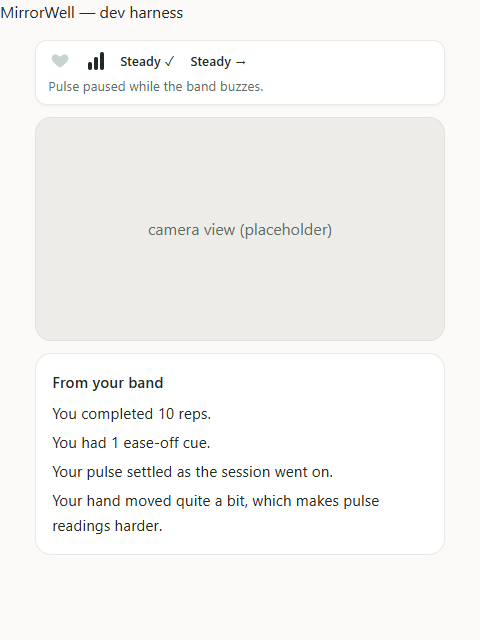 MirrorWell — dev harness
Steady ✓ Steady →
Pulse paused while the band buzzes.
camera view (placeholder)
From your band
You completed 10 reps.
You had 1 ease-off cue.
Your pulse settled as the session went on.
Your hand moved quite a bit, which makes pulse
readings harder.